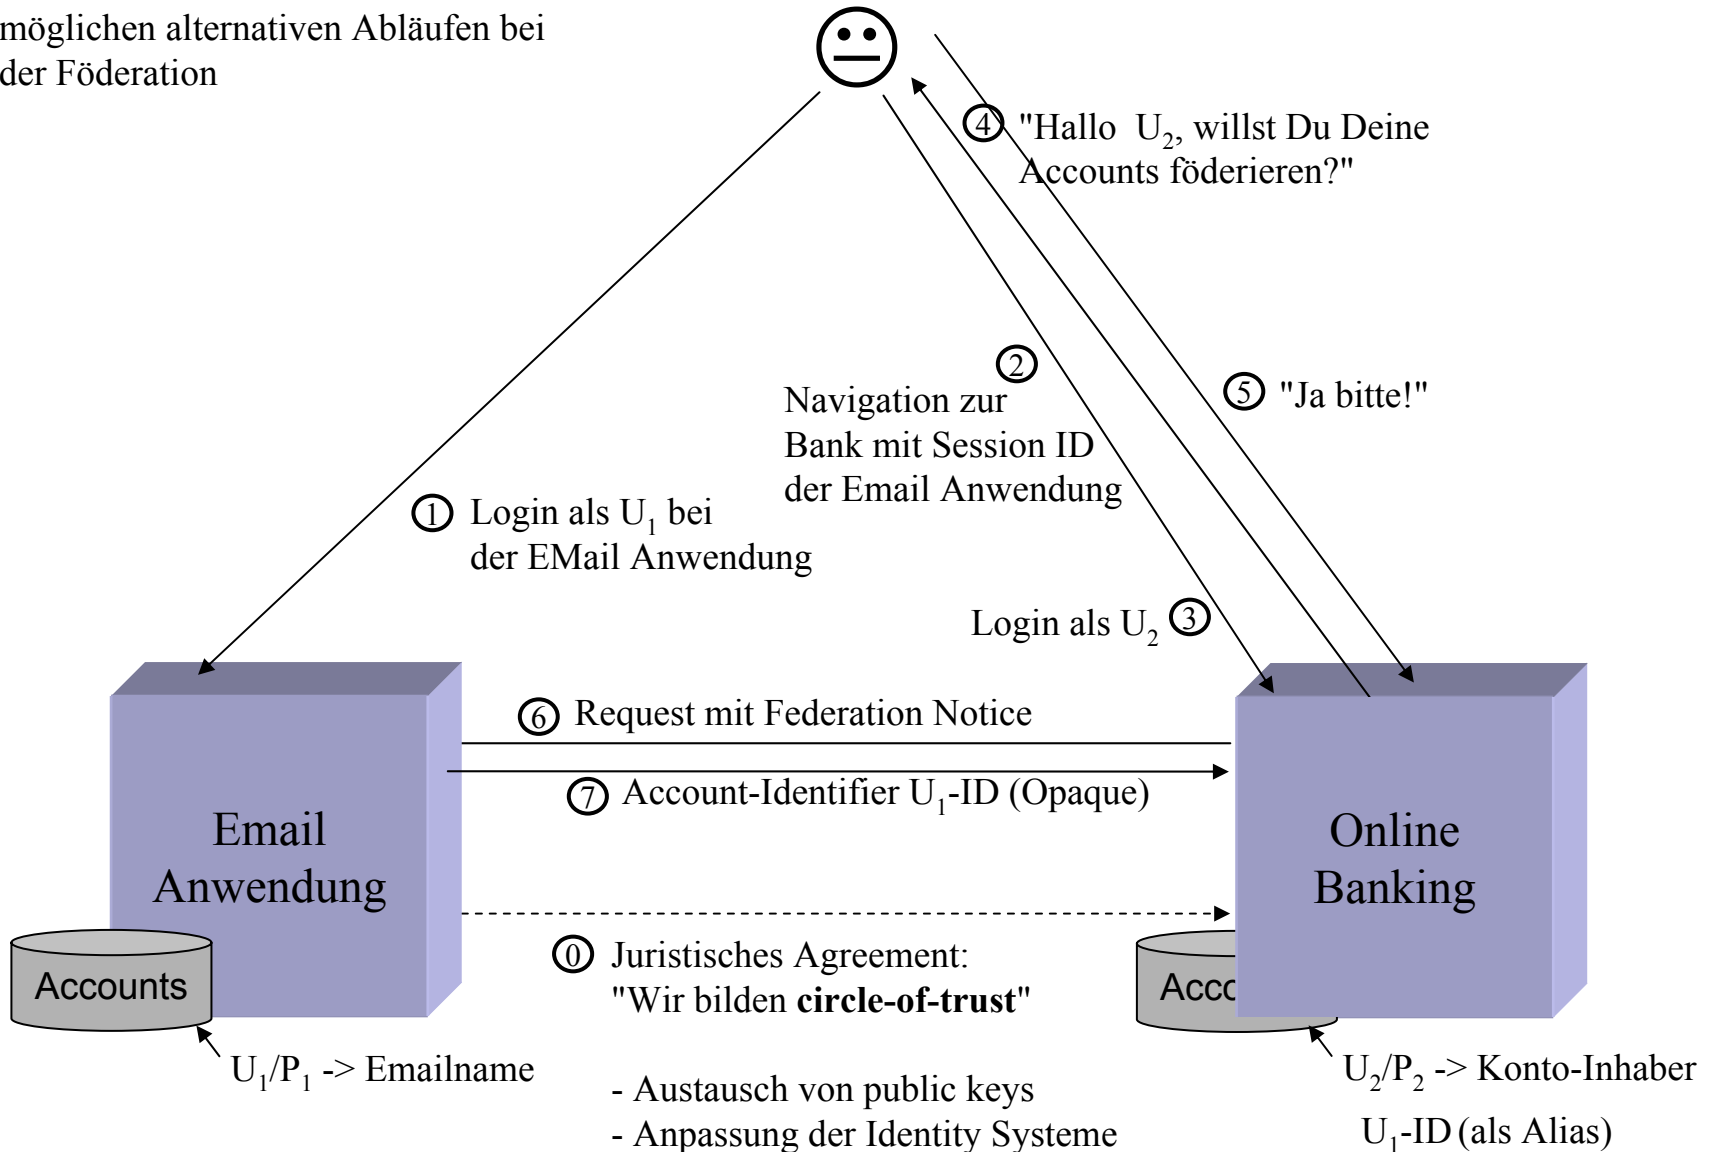 möglichen alternativen Abläufen bei
der Föderation
④ "Hallo U₂, willst Du Deine
Accounts föderieren?"
②
Navigation zur
Bank mit Session ID
der Email Anwendung
⑤ "Ja bitte!"
① Login als U₁ bei
der EMail Anwendung
Login als U₂ ③
⑥ Request mit Federation Notice
⑦ Account-Identifier U₁-ID (Opaque)
Email
Anwendung
Online
Banking
Accounts
⓪ Juristisches Agreement:
"Wir bilden circle-of-trust"
- Austausch von public keys
- Anpassung der Identity Systeme
Acco
U₁/P₁ -> Emailname
U₂/P₂ -> Konto-Inhaber
U₁-ID (als Alias)